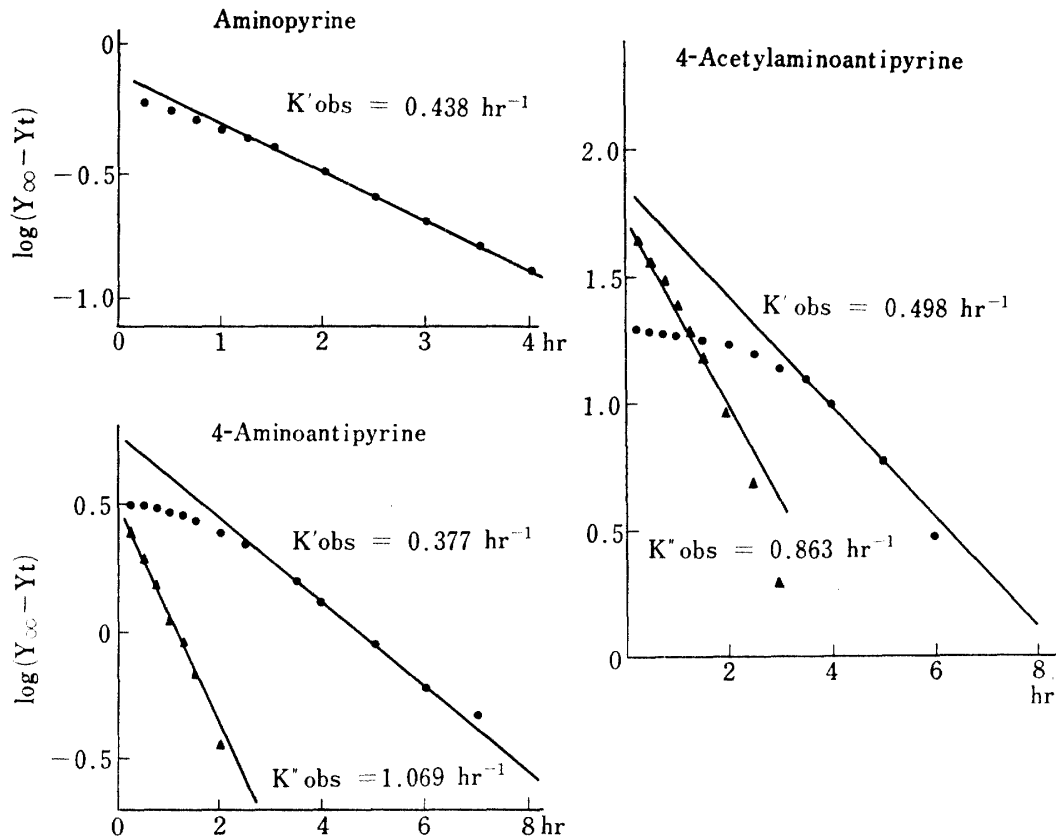 Aminopyrine
0
−0.5
−1.0
log(Y∞−Yt)
K′obs = 0.438 hr⁻¹
0 1 2 3 4 hr
4-Aminoantipyrine
0.5
0
−0.5
log(Y∞−Yt)
K′obs = 0.377 hr⁻¹
K″obs =1.069 hr⁻¹
0 2 4 6 8 hr
4-Acetylaminoantipyrine
2.0
1.5
1.0
0.5
0
K′obs = 0.498 hr⁻¹
K″obs = 0.863 hr⁻¹
2 4 6 8
hr